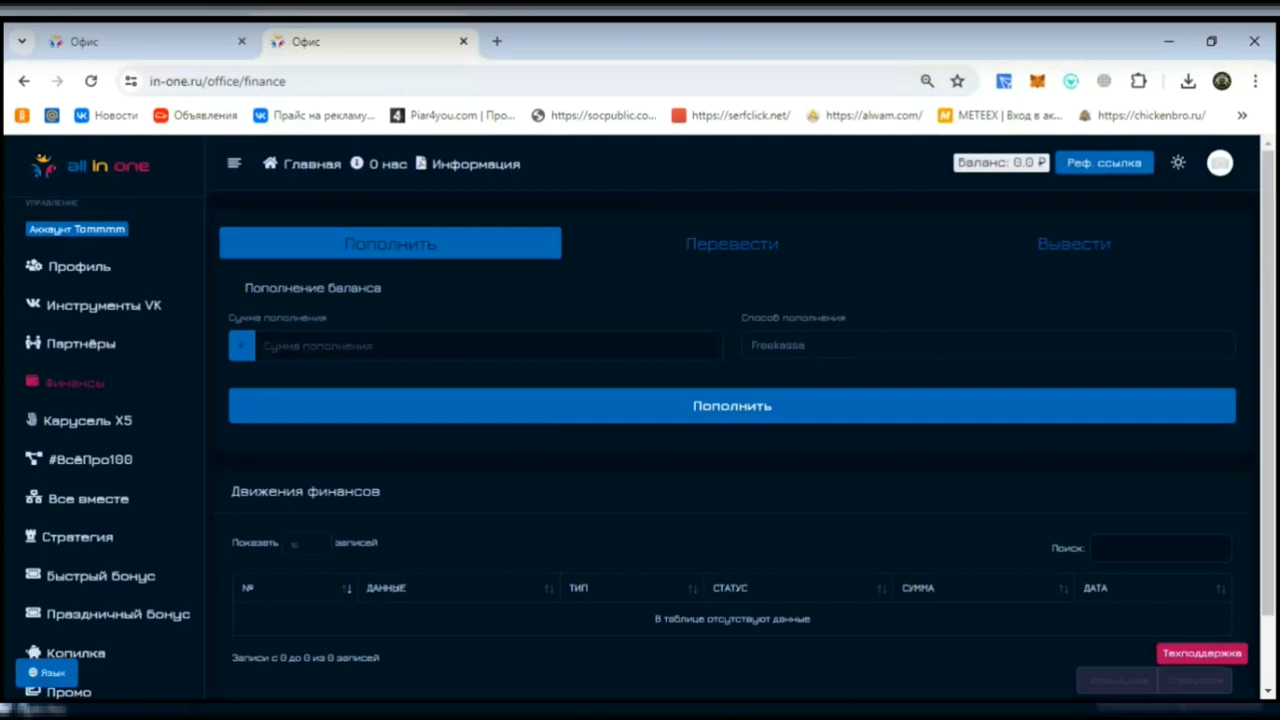 Офис
Офис
in-one.ru/office/finance
Новости
Объявления
Прайс на рекламу...
Piar4you.com | Про...
https://socpublic.co...
https://serfclick.net/
https://alwam.com/
METEEX | Вход в ак...
https://chickenbro.ru/
all in one
Главная
О нас
Информация
Баланс: 0.0 ₽
Реф. ссылка
УПРАВЛЕНИЕ
Аккаунт Tommmm
Профиль
Инструменты VK
Партнёры
Финансы
Карусель X5
#ВсёПро100
Все вместе
Стратегия
Быстрый бонус
Праздничный бонус
Копилка
Язык
Промо
Пополнить
Перевести
Вывести
Пополнение баланса
Сумма пополнения
Способ пополнения
₽
Сумма пополнения
Freekassa
Пополнить
Движения финансов
Показать 10 записей
Поиск:
№
ДАННЫЕ
ТИП
СТАТУС
СУММА
ДАТА
В таблице отсутствуют данные
Записи с 0 до 0 из 0 записей
Техподдержка